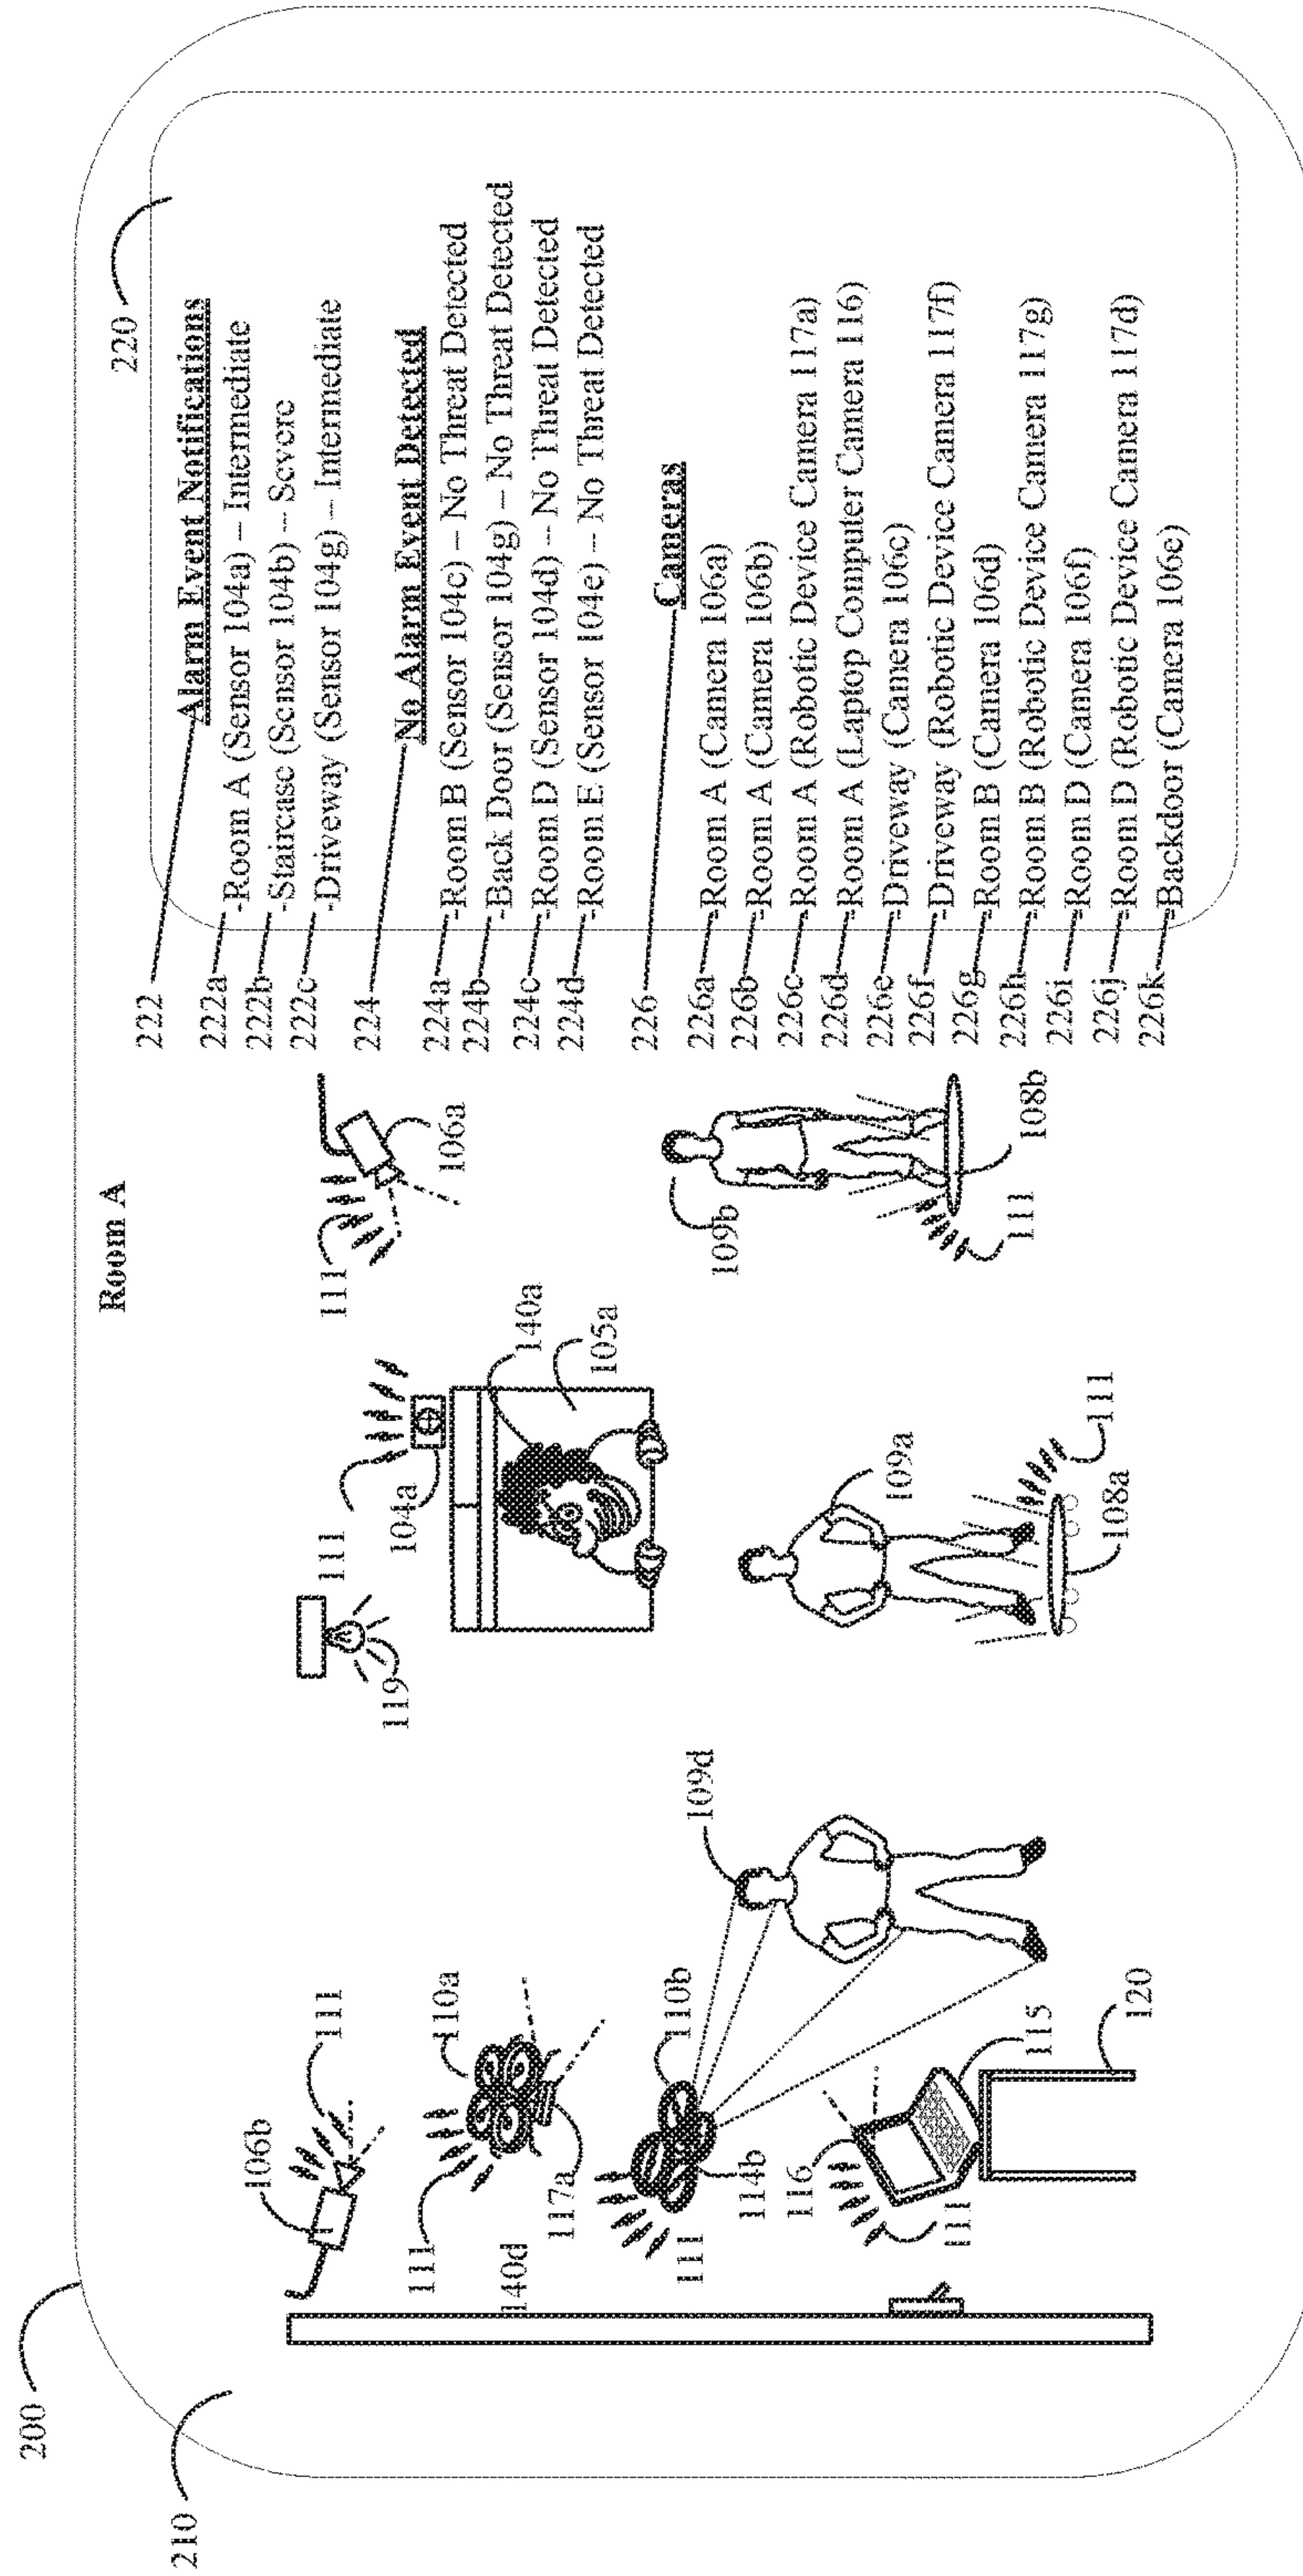 200
210
Room A
220
106b
111
110a
111
140d
117a
110b
111
114b
116
111
115
120
109d
119
111
104a
140a
105a
109a
111
108a
111
106a
109b
108b
111
222
Alarm Event Notifications
222a -Room A (Sensor 104a) – Intermediate
222b -Staircase (Sensor 104b) – Severe
222c -Driveway (Sensor 104g) – Intermediate
224
No Alarm Event Detected
224a -Room B (Sensor 104c) – No Threat Detected
224b -Back Door (Sensor 104g) – No Threat Detected
224c -Room D (Sensor 104d) – No Threat Detected
224d -Room E (Sensor 104e) – No Threat Detected
226
Cameras
226a -Room A (Camera 106a)
226b -Room A (Camera 106b)
226c -Room A (Robotic Device Camera 117a)
226d -Room A (Laptop Computer Camera 116)
226e -Driveway (Camera 106c)
226f -Driveway (Robotic Device Camera 117f)
226g -Room B (Camera 106d)
226h -Room B (Robotic Device Camera 117g)
226i -Room D (Camera 106f)
226j -Room D (Robotic Device Camera 117d)
226k -Backdoor (Camera 106e)